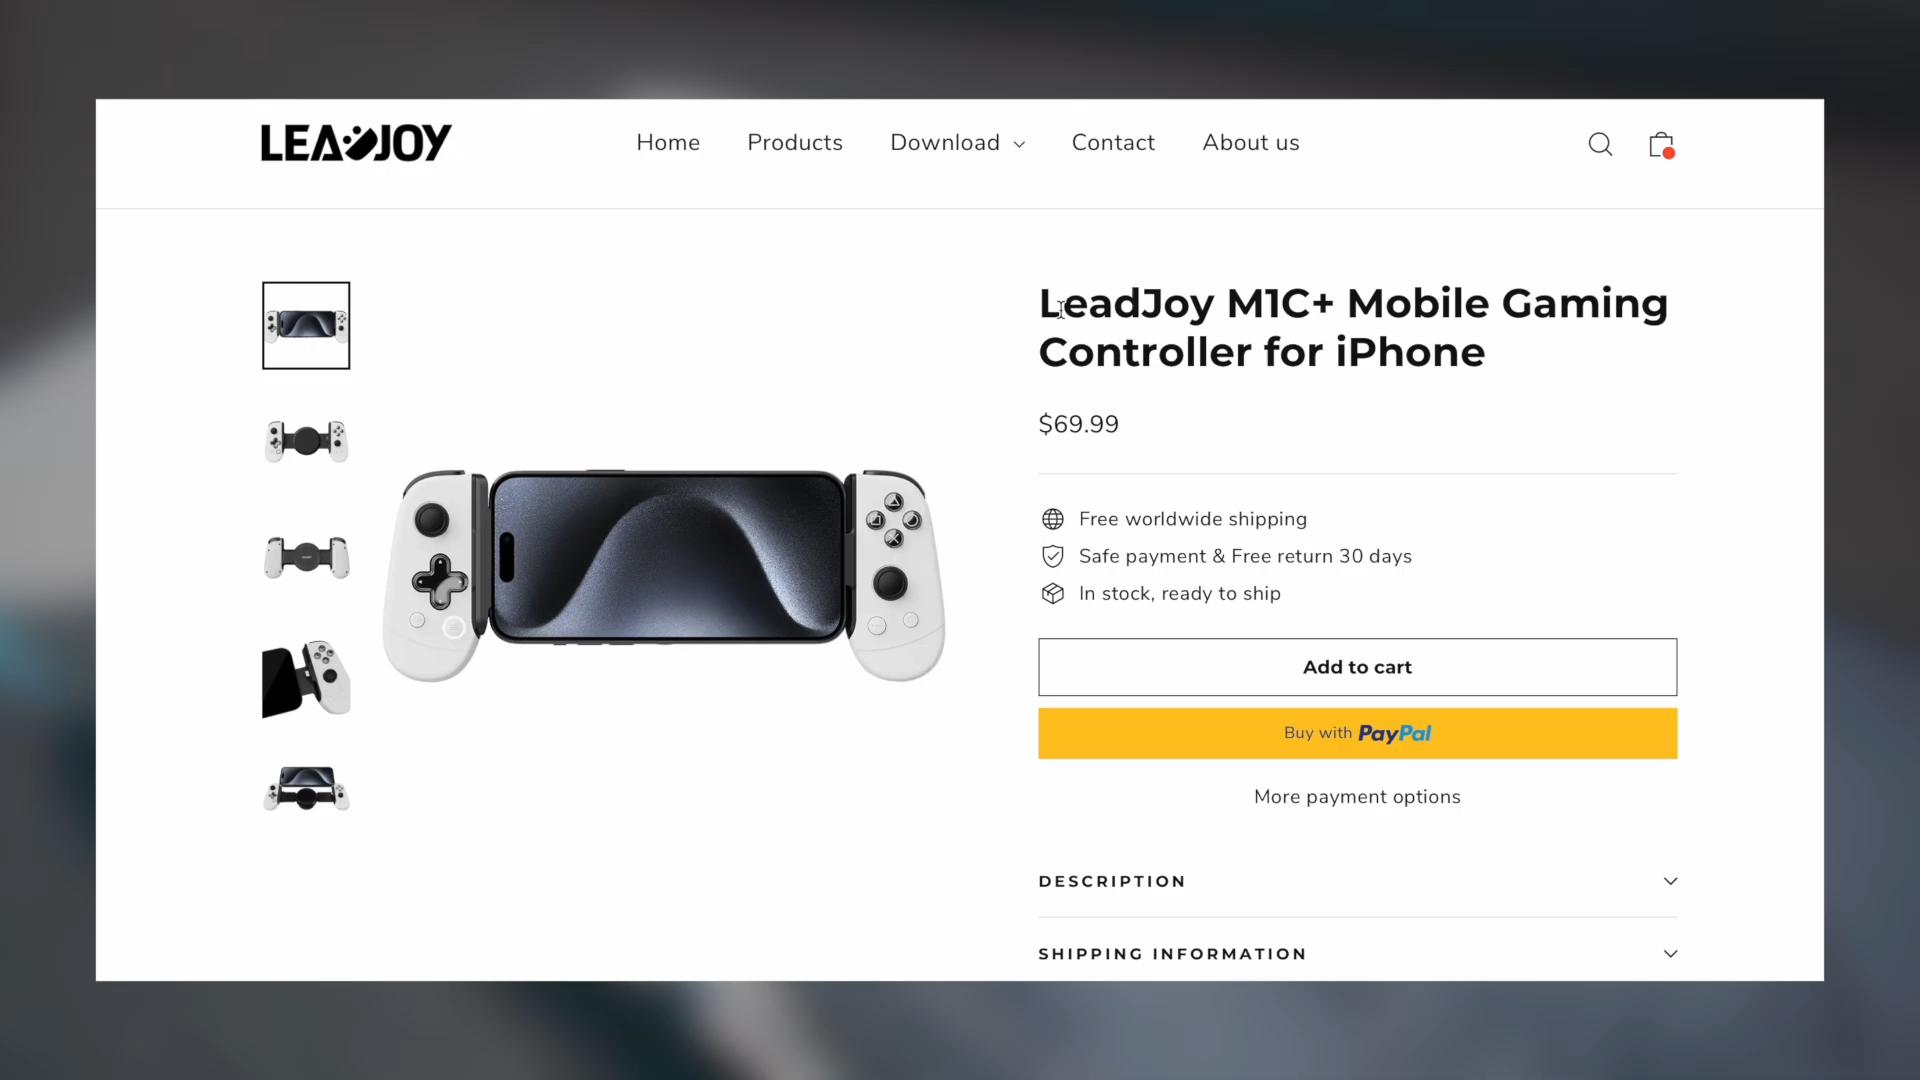 LEADJOY
Home Products Download Contact About us
LeadJoy M1C+ Mobile Gaming
Controller for iPhone
$69.99
Free worldwide shipping
Safe payment & Free return 30 days
In stock, ready to ship
Add to cart
Buy with PayPal
More payment options
DESCRIPTION
SHIPPING INFORMATION